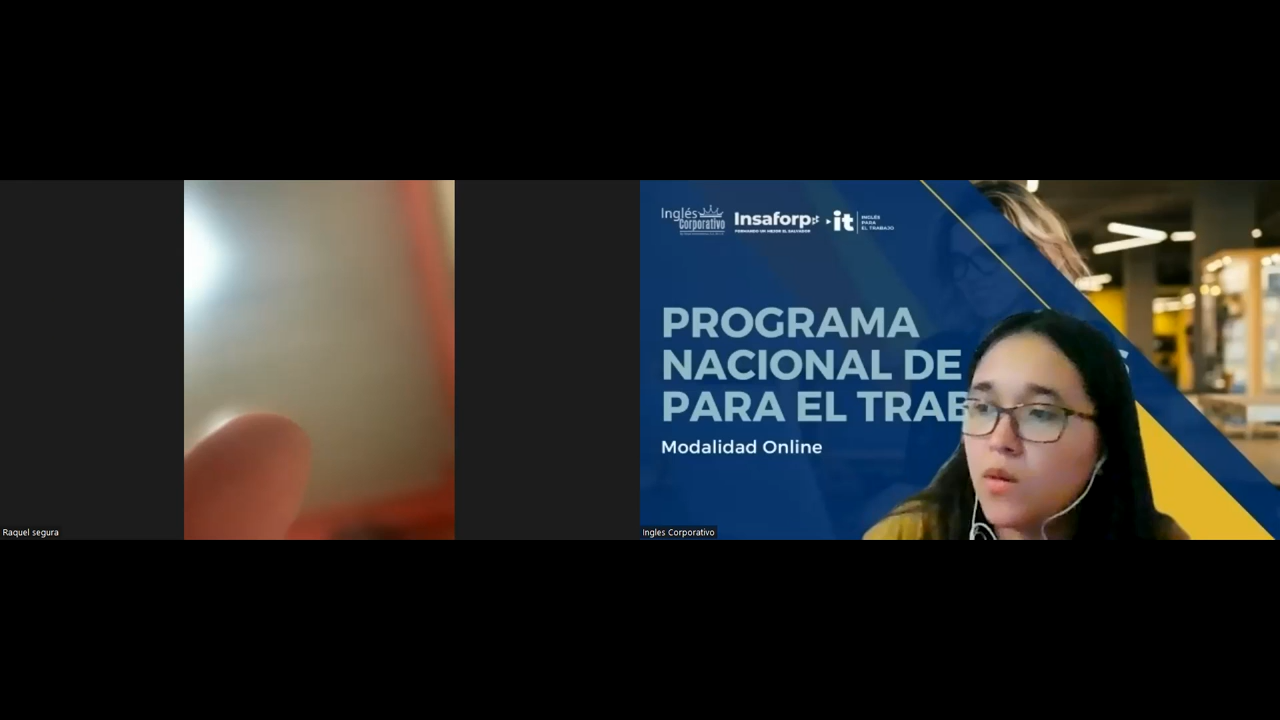 Inglés
Corporativo
Insaforp
FORMANDO UN MEJOR EL SALVADOR
it
INGLÉS
PARA
EL TRABAJO
PROGRAMA
NACIONAL DE
PARA EL TRAB
Modalidad Online
Raquel segura
Ingles Corporativo